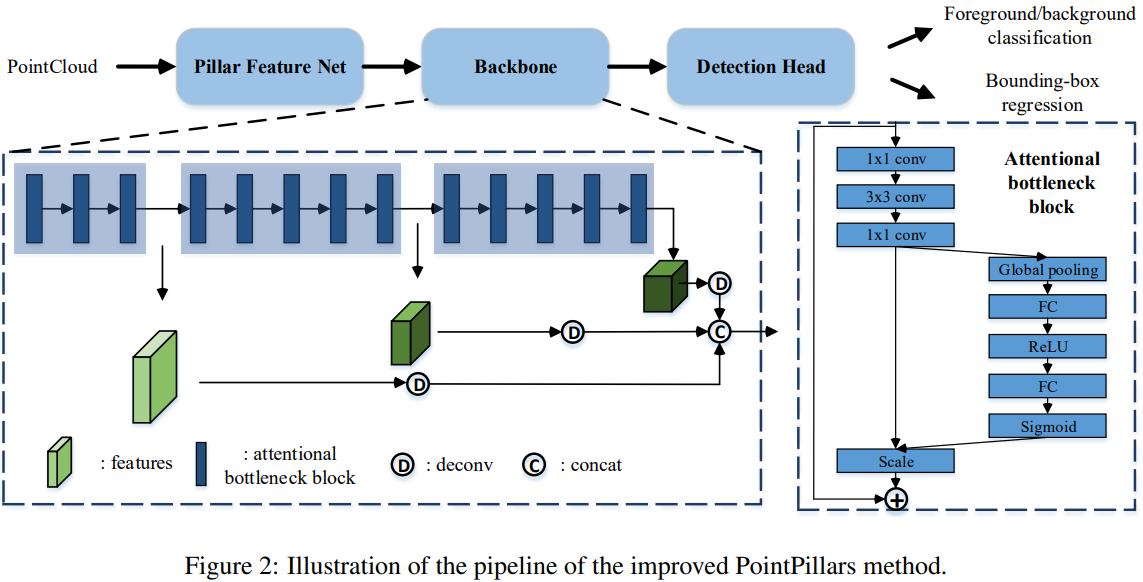 PointCloud
Pillar Feature Net
Backbone
Detection Head
Foreground/background
classification
Bounding-box
regression
D
D
C
D
: features
: attentional
bottleneck block
D
: deconv
C
: concat
Attentional
bottleneck
block
1x1 conv
3x3 conv
1x1 conv
Global pooling
FC
ReLU
FC
Sigmoid
Scale
+
Figure 2: Illustration of the pipeline of the improved PointPillars method.